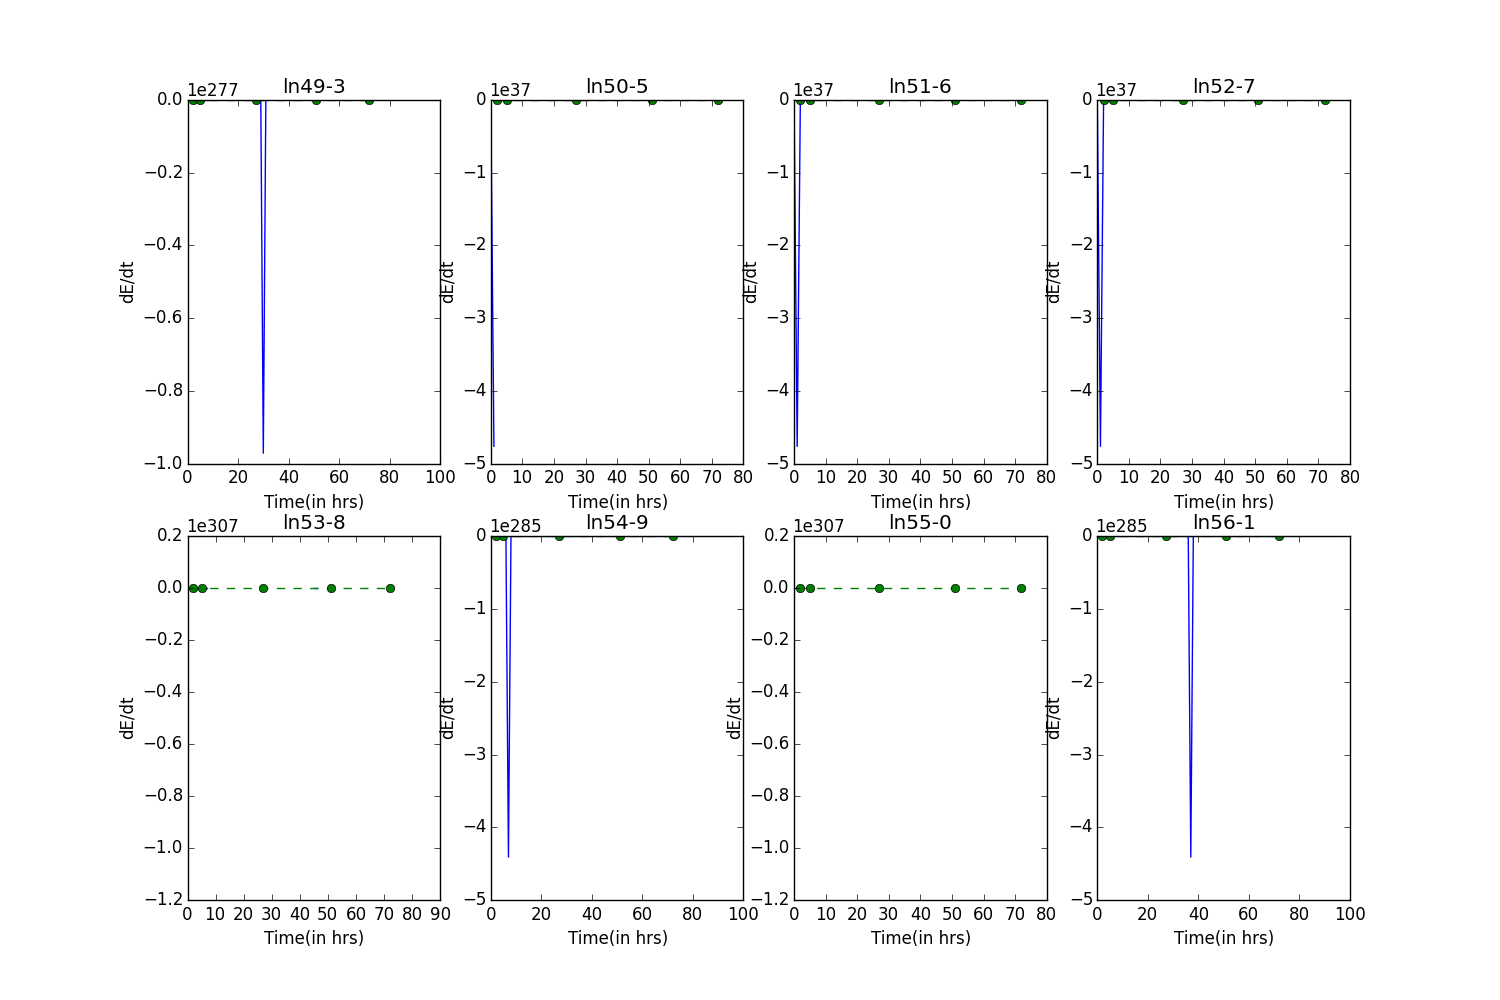 ln49-3
1e277
0.0
−0.2
−0.4
−0.6
−0.8
−1.0
dE/dt
0 20 40 60 80 100
Time(in hrs)
ln50-5
1e37
0
−1
−2
−3
−4
−5
dE/dt
0 10 20 30 40 50 60 70 80
Time(in hrs)
ln51-6
1e37
0
−1
−2
−3
−4
−5
dE/dt
0 10 20 30 40 50 60 70 80
Time(in hrs)
ln52-7
1e37
0
−1
−2
−3
−4
−5
dE/dt
0 10 20 30 40 50 60 70 80
Time(in hrs)
ln53-8
1e307
0.2
0.0
−0.2
−0.4
−0.6
−0.8
−1.0
−1.2
dE/dt
0 10 20 30 40 50 60 70 80 90
Time(in hrs)
ln54-9
1e285
0
−1
−2
−3
−4
−5
dE/dt
0 20 40 60 80 100
Time(in hrs)
ln55-0
1e307
0.2
0.0
−0.2
−0.4
−0.6
−0.8
−1.0
−1.2
dE/dt
0 10 20 30 40 50 60 70 80
Time(in hrs)
ln56-1
1e285
0
−1
−2
−3
−4
−5
dE/dt
0 20 40 60 80 100
Time(in hrs)